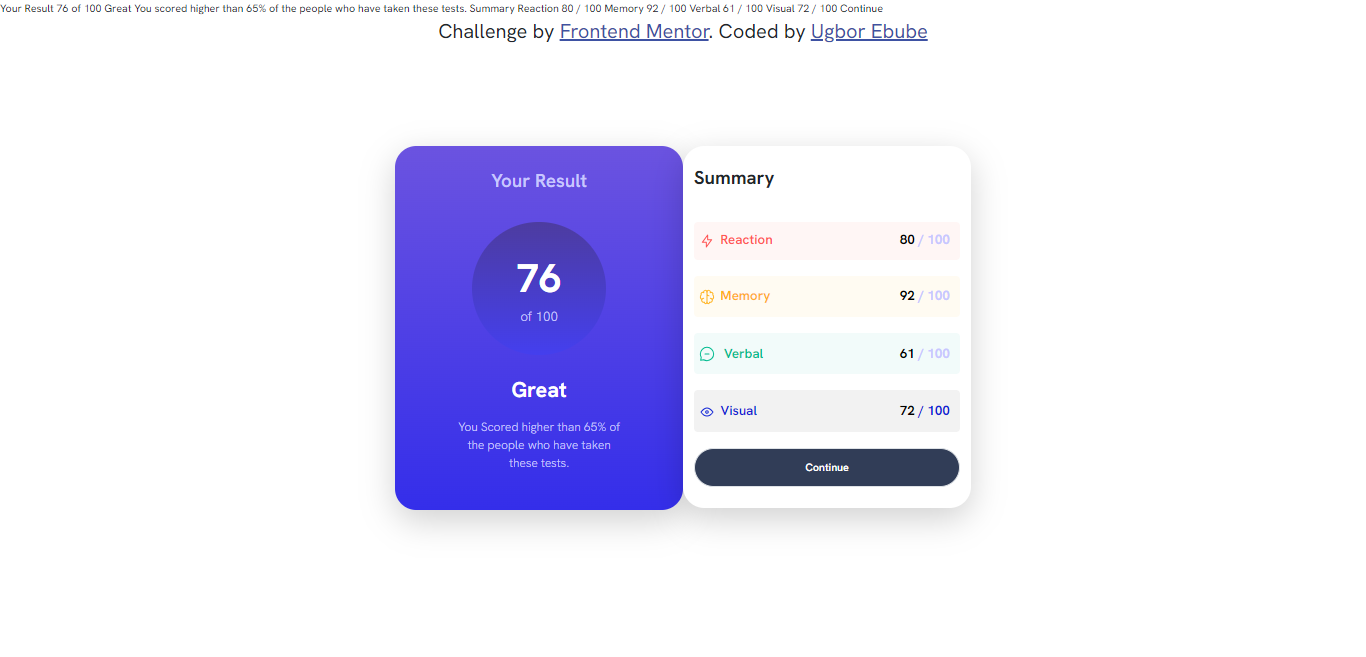 Your Result 76 of 100 Great You scored higher than 65% of the people who have taken these tests. Summary Reaction 80 / 100 Memory 92 / 100 Verbal 61 / 100 Visual 72 / 100 Continue
Challenge by Frontend Mentor. Coded by Ugbor Ebube
Your Result
76
of 100
Great
You Scored higher than 65% of
the people who have taken
these tests.
Summary
Reaction 80 / 100
Memory 92 / 100
Verbal 61 / 100
Visual 72 / 100
Continue